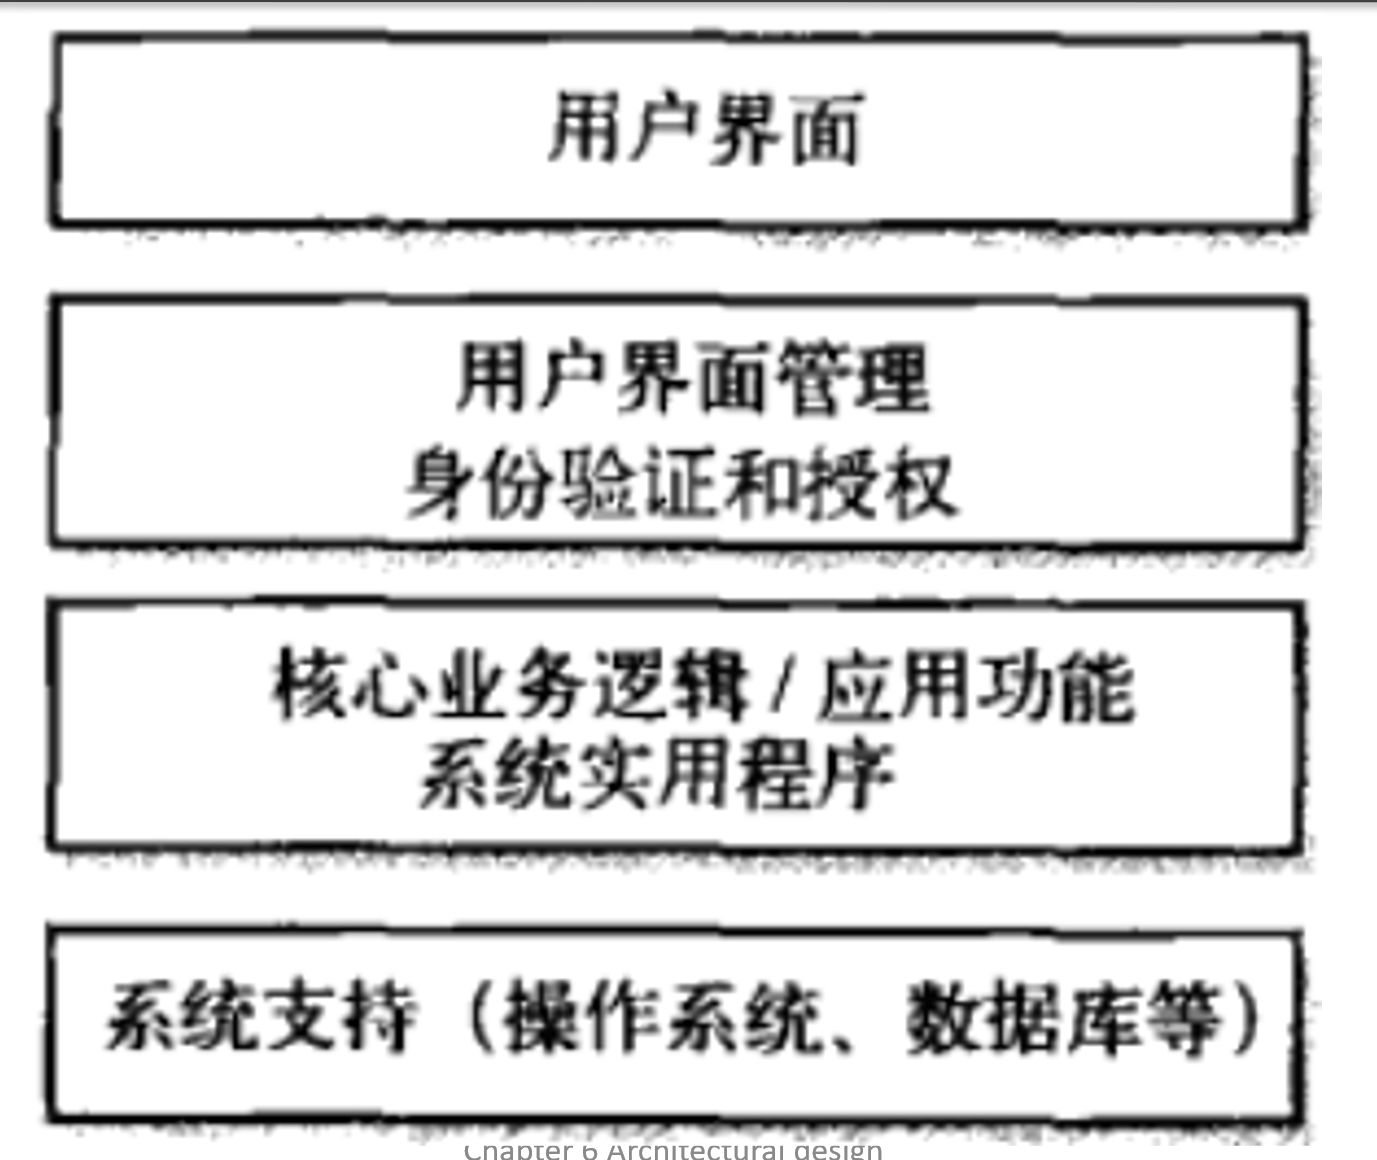 用户界面
用户界面管理
身份验证和授权
核心业务逻辑 / 应用功能
系统实用程序
系统支持（操作系统、数据库等）
Chapter 6 Architectural design